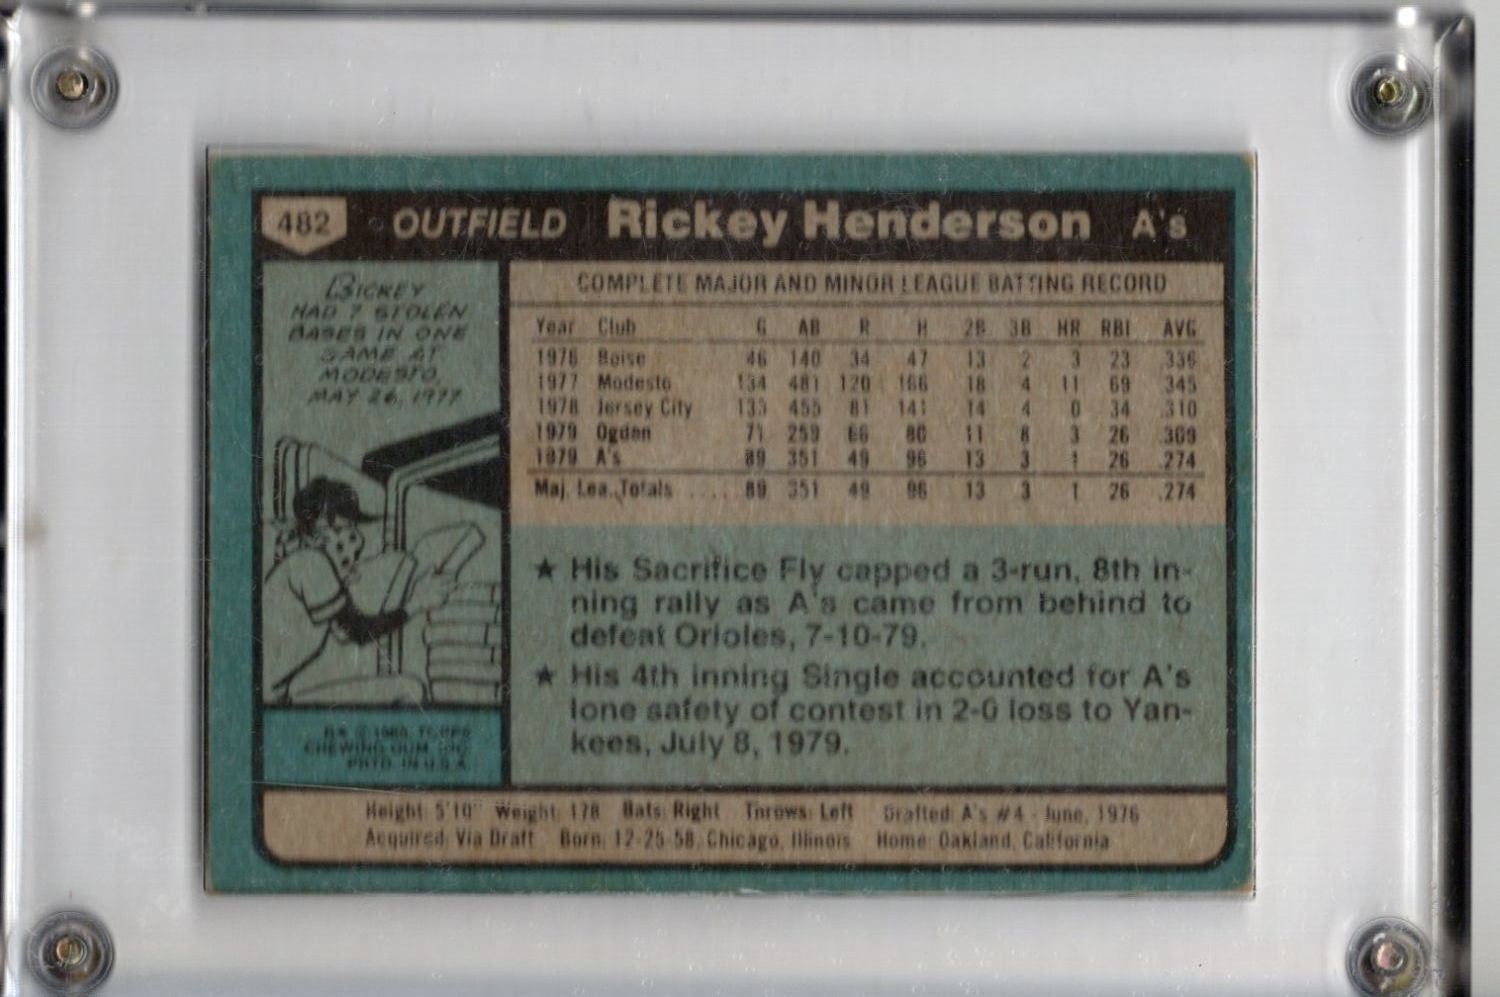 482 OUTFIELD Rickey Henderson A's
RICKEY
HAD 7 STOLEN
BASES IN ONE
GAME AT
MODESTO,
MAY 26, 1977
COMPLETE MAJOR AND MINOR LEAGUE BATTING RECORD
Year Club G AB R H 2B 3B HR RBI AVG
1976 Boise 46 140 34 47 13 2 3 23 .336
1977 Modesto 134 481 120 166 18 4 11 69 .345
1978 Jersey City 133 455 81 141 14 4 0 34 .310
1979 Ogden 71 259 66 80 11 8 3 26 .309
1979 A's 89 351 49 96 13 3 1 26 .274
Maj. Lea. Totals ..... 89 351 49 96 13 3 1 26 .274
★ His Sacrifice Fly capped a 3-run, 8th in-
ning rally as A's came from behind to
defeat Orioles, 7-10-79.
★ His 4th inning Single accounted for A's
lone safety of contest in 2-0 loss to Yan-
kees, July 8, 1979.
© 1980 TOPPS
CHEWING GUM, INC.
PRTD. IN U.S.A.
Height: 5'10" Weight: 178 Bats: Right Throws: Left Drafted: A's #4 - June, 1976
Acquired: Via Draft Born: 12-25-58, Chicago, Illinois Home: Oakland, California